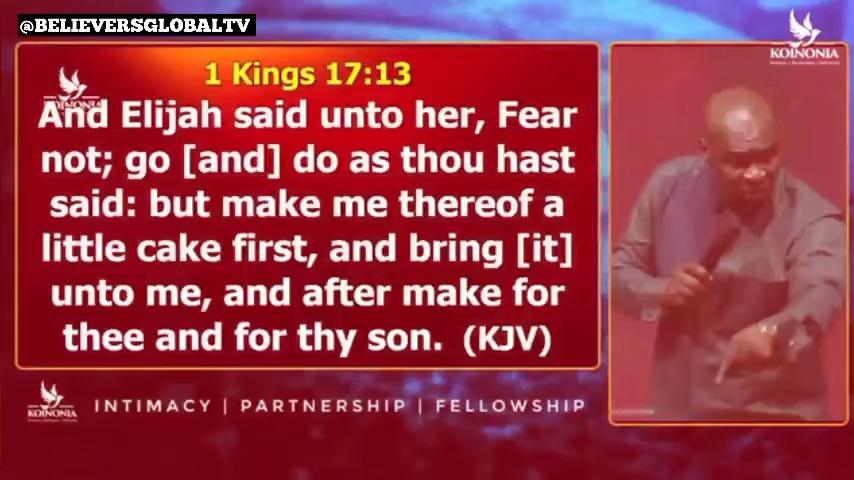 @BELIEVERSGLOBALTV
KOINONIA
1 Kings 17:13
KOINONIA
And Elijah said unto her, Fear
not; go [and] do as thou hast
said: but make me thereof a
little cake first, and bring [it]
unto me, and after make for
thee and for thy son. (KJV)
KOINONIA
INTIMACY | PARTNERSHIP | FELLOWSHIP